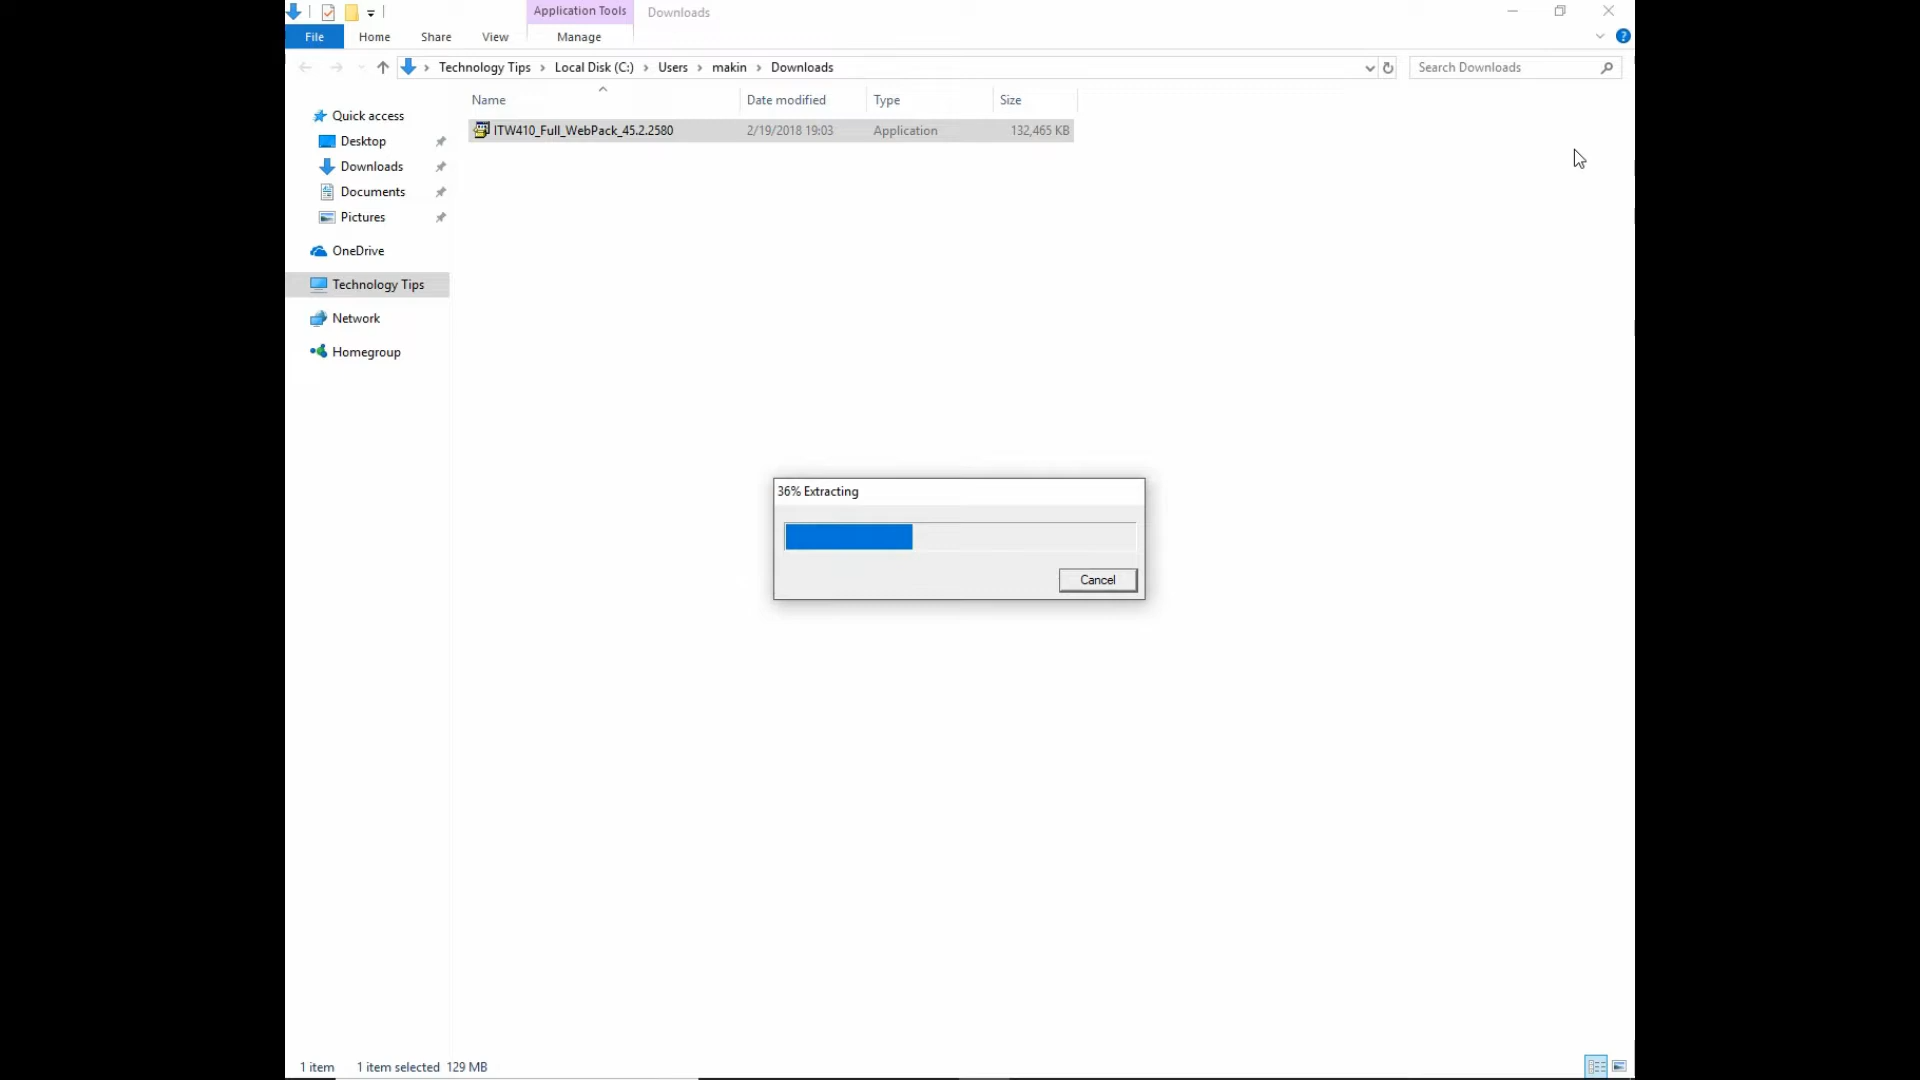 Application Tools
Downloads
File
Home
Share
View
Manage
Technology Tips
Local Disk (C:)
Users
makin
Downloads
Search Downloads
Name
Date modified
Type
Size
ITW410_Full_WebPack_45.2.2580
2/19/2018 19:03
Application
132,465 KB
Quick access
Desktop
Downloads
Documents
Pictures
OneDrive
Technology Tips
Network
Homegroup
36% Extracting
Cancel
1 item
1 item selected 129 MB